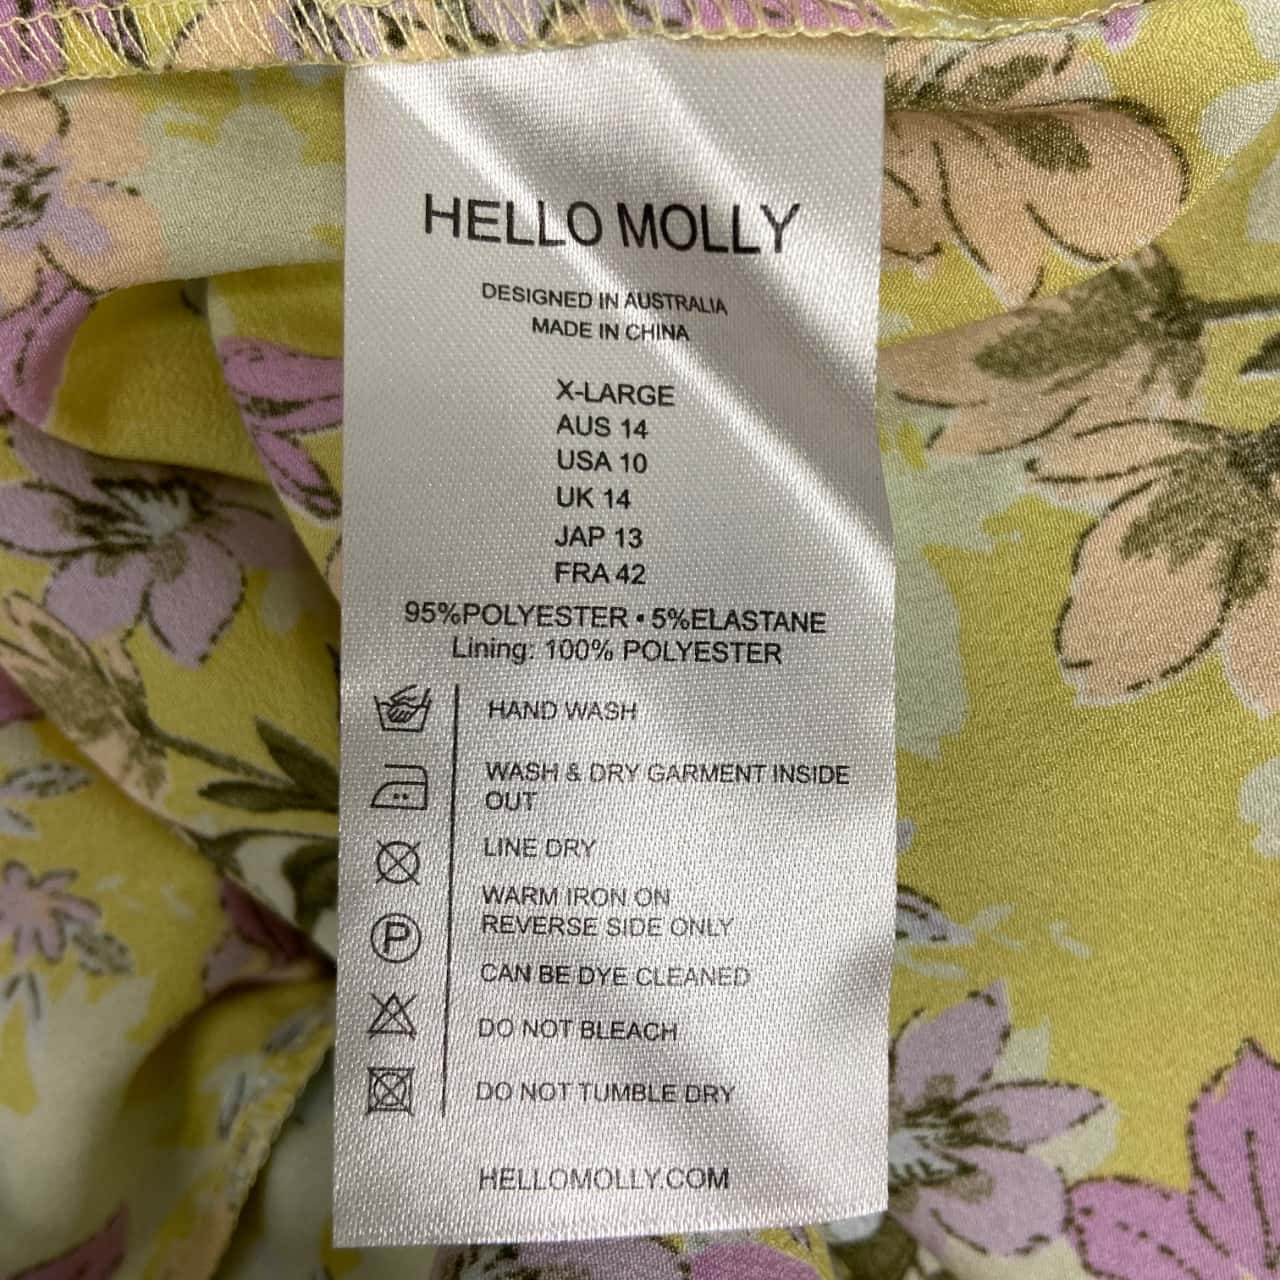 HELLO MOLLY
DESIGNED IN AUSTRALIA
MADE IN CHINA
X-LARGE
AUS 14
USA 10
UK 14
JAP 13
FRA 42
95%POLYESTER • 5%ELASTANE
Lining: 100% POLYESTER
HAND WASH
WASH & DRY GARMENT INSIDE
OUT
LINE DRY
WARM IRON ON
REVERSE SIDE ONLY
P
CAN BE DYE CLEANED
DO NOT BLEACH
DO NOT TUMBLE DRY
HELLOMOLLY.COM